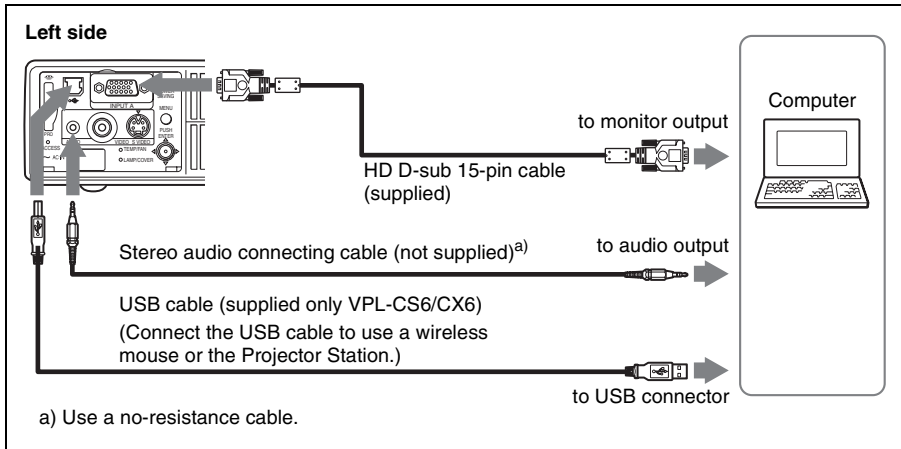 Left side
INPUT A
MENU
PUSH
ENTER
VIDEO S VIDEO
TEMP/FAN
LAMP/COVER
Computer
to monitor output
HD D-sub 15-pin cable
(supplied)
Stereo audio connecting cable (not supplied)a)
to audio output
USB cable (supplied only VPL-CS6/CX6)
(Connect the USB cable to use a wireless
mouse or the Projector Station.)
to USB connector
a) Use a no-resistance cable.